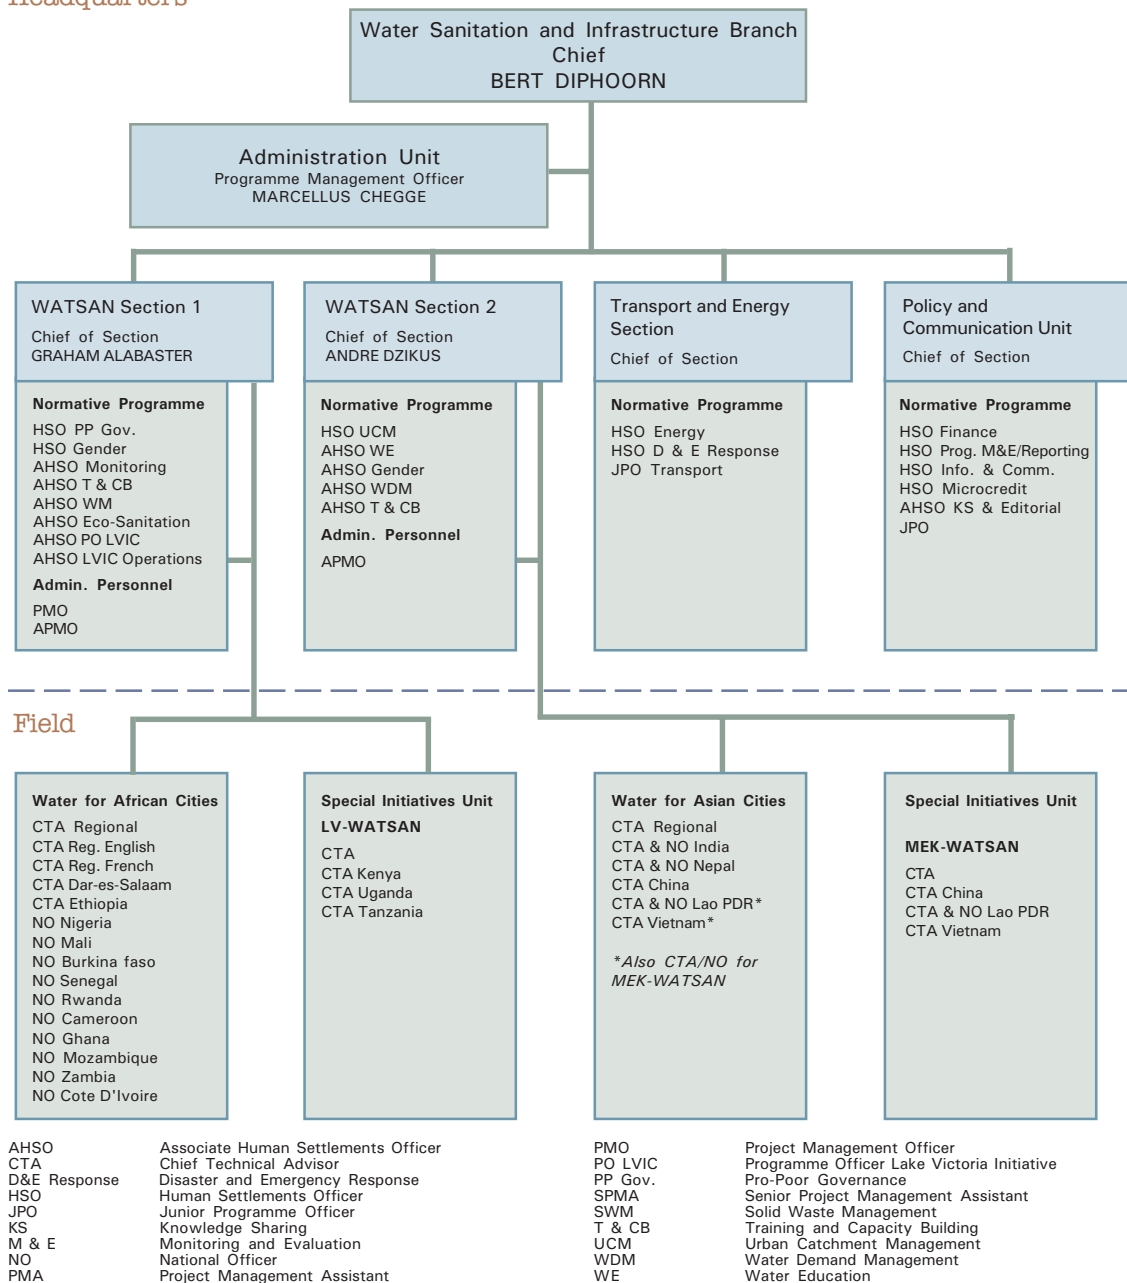 Headquarters
Water Sanitation and Infrastructure Branch
Chief
BERT DIPHOORN
Administration Unit
Programme Management Officer
MARCELLUS CHEGGE
WATSAN Section 1
Chief of Section
GRAHAM ALABASTER
Normative Programme
HSO PP Gov.
HSO Gender
AHSO Monitoring
AHSO T & CB
AHSO WM
AHSO Eco-Sanitation
AHSO PO LVIC
AHSO LVIC Operations
Admin. Personnel
PMO
APMO
WATSAN Section 2
Chief of Section
ANDRE DZIKUS
Normative Programme
HSO UCM
AHSO WE
AHSO Gender
AHSO WDM
AHSO T & CB
Admin. Personnel
APMO
Transport and Energy
Section
Chief of Section
Normative Programme
HSO Energy
HSO D & E Response
JPO Transport
Policy and
Communication Unit
Chief of Section
Normative Programme
HSO Finance
HSO Prog. M&E/Reporting
HSO Info. & Comm.
HSO Microcredit
AHSO KS & Editorial
JPO
Field
Water for African Cities
CTA Regional
CTA Reg. English
CTA Reg. French
CTA Dar-es-Salaam
CTA Ethiopia
NO Nigeria
NO Mali
NO Burkina faso
NO Senegal
NO Rwanda
NO Cameroon
NO Ghana
NO Mozambique
NO Zambia
NO Cote D'Ivoire
Special Initiatives Unit
LV-WATSAN
CTA
CTA Kenya
CTA Uganda
CTA Tanzania
Water for Asian Cities
CTA Regional
CTA & NO India
CTA & NO Nepal
CTA China
CTA & NO Lao PDR*
CTA Vietnam*
*Also CTA/NO for
MEK-WATSAN
Special Initiatives Unit
MEK-WATSAN
CTA
CTA China
CTA & NO Lao PDR
CTA Vietnam
AHSO Associate Human Settlements Officer
CTA Chief Technical Advisor
D&E Response Disaster and Emergency Response
HSO Human Settlements Officer
JPO Junior Programme Officer
KS Knowledge Sharing
M & E Monitoring and Evaluation
NO National Officer
PMA Project Management Assistant
PMO Project Management Officer
PO LVIC Programme Officer Lake Victoria Initiative
PP Gov. Pro-Poor Governance
SPMA Senior Project Management Assistant
SWM Solid Waste Management
T & CB Training and Capacity Building
UCM Urban Catchment Management
WDM Water Demand Management
WE Water Education